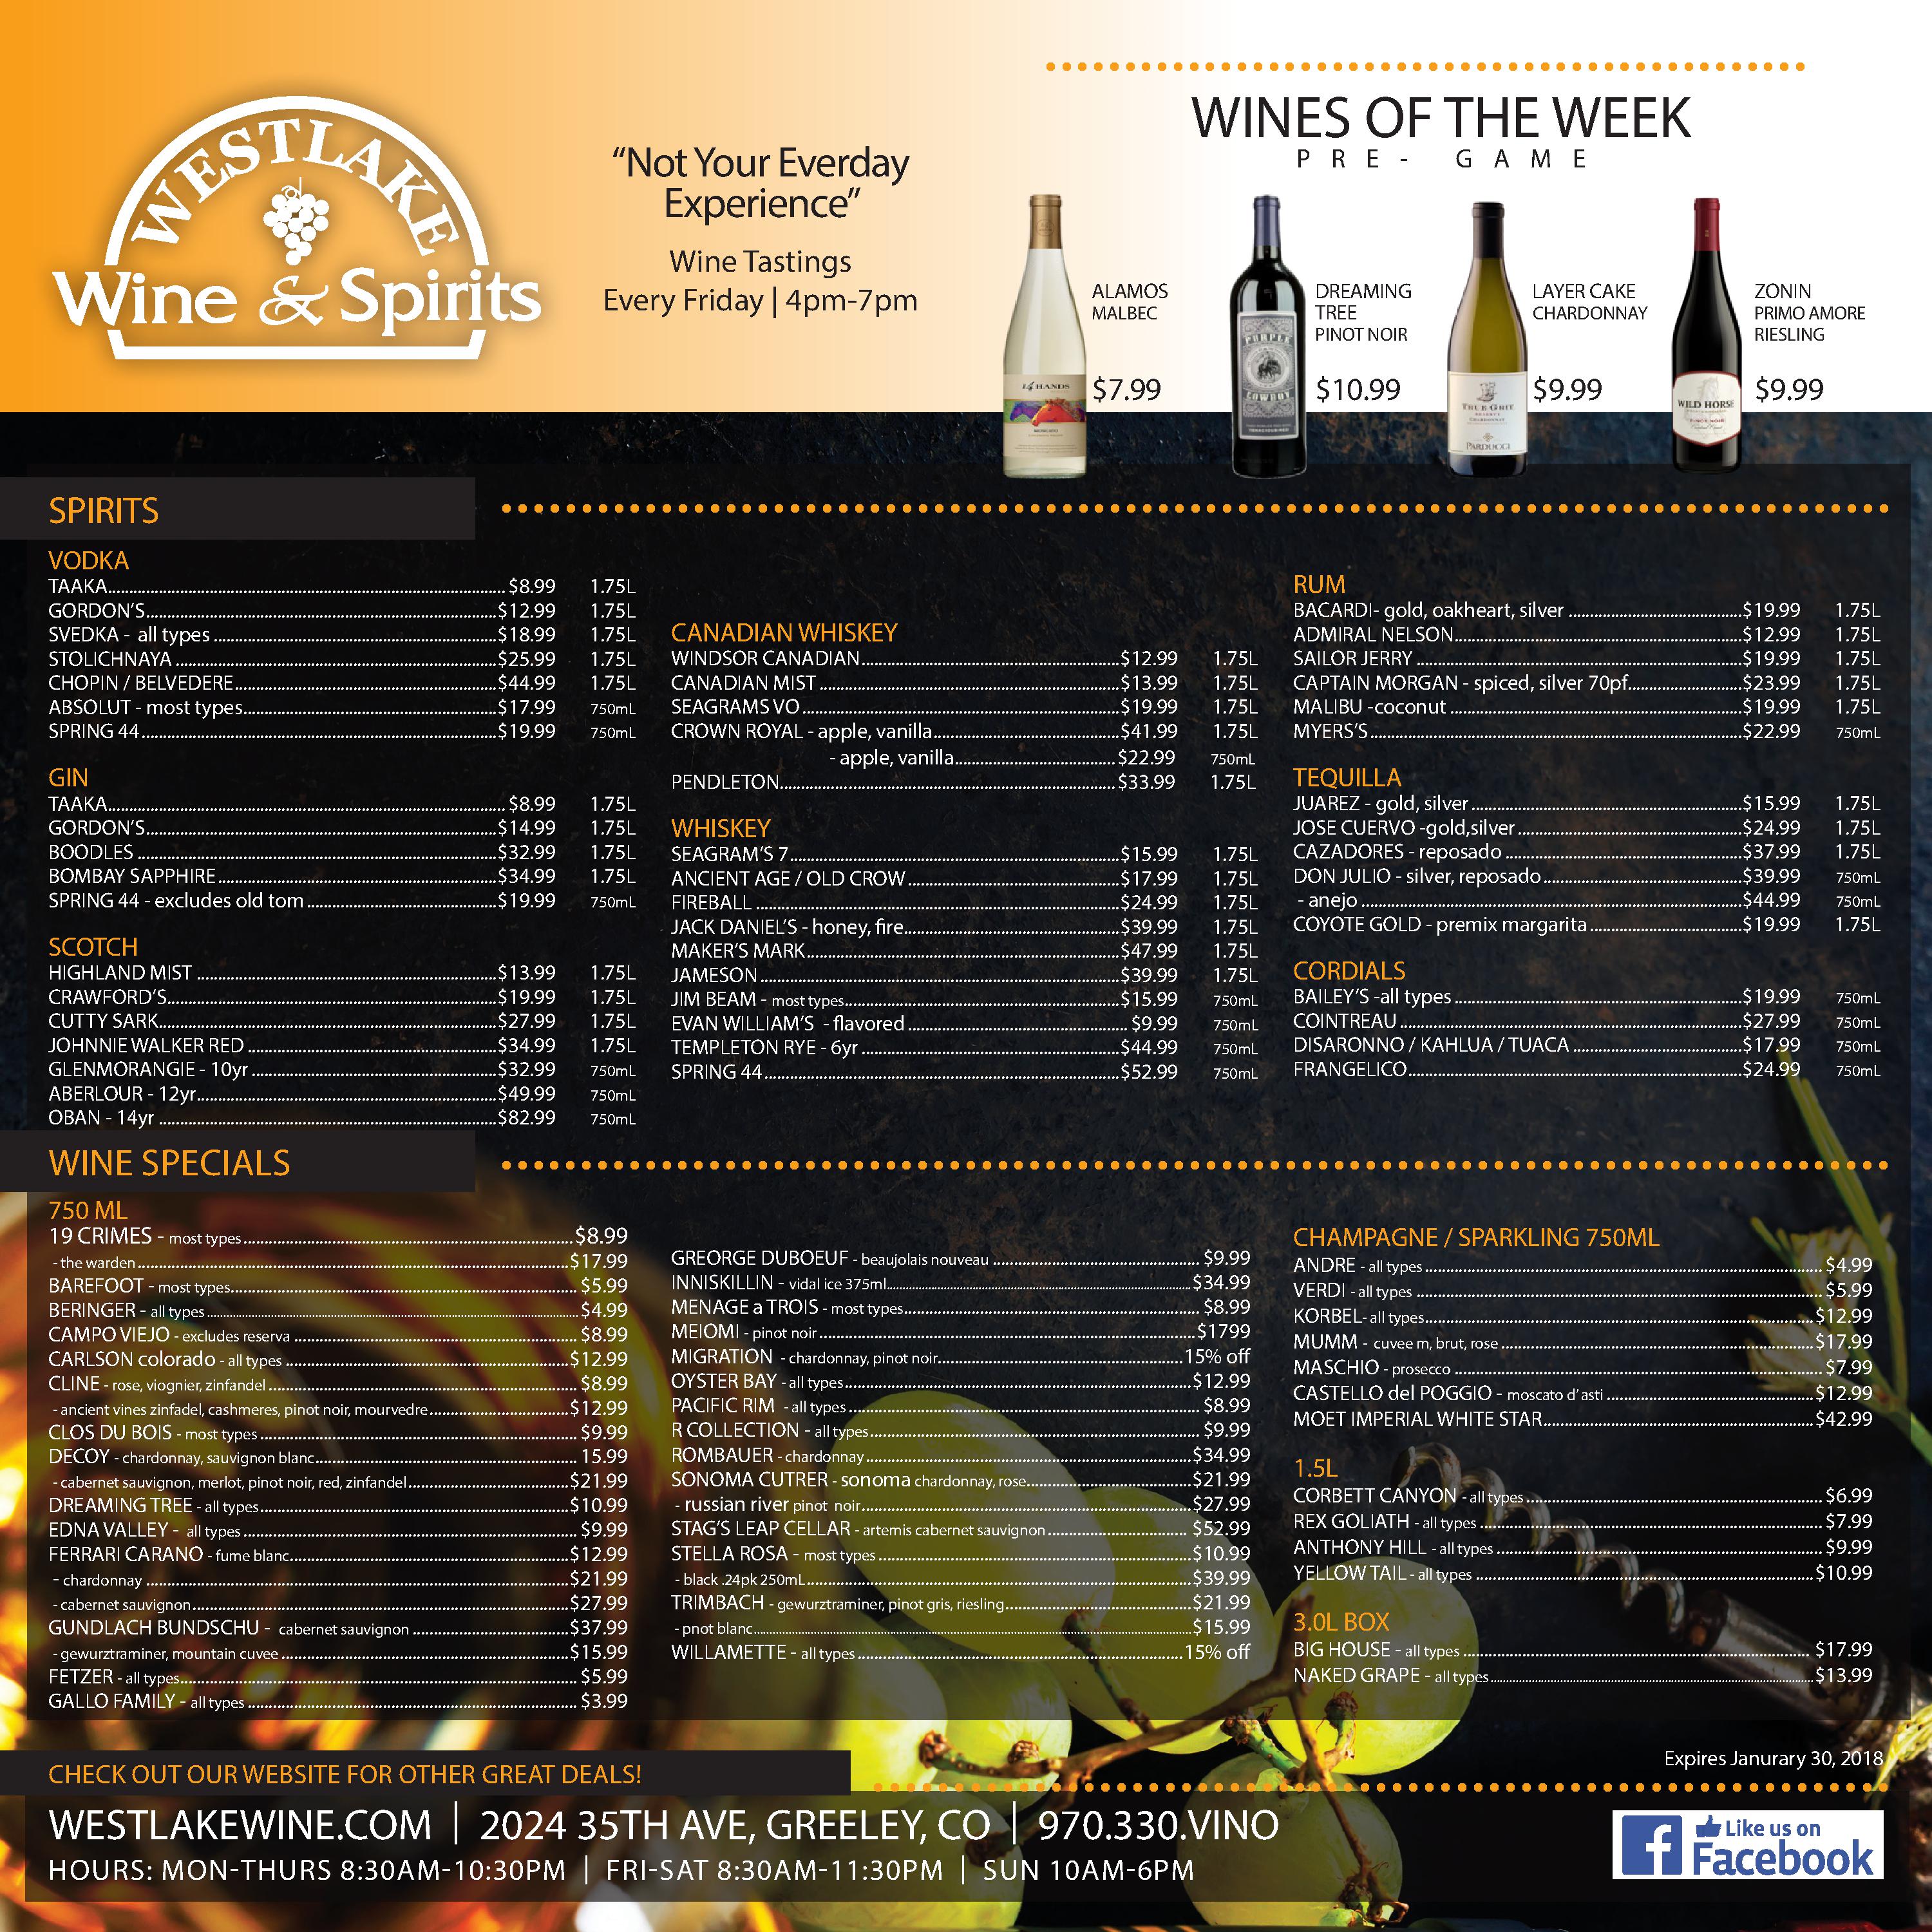 WESTLAKE
Wine & Spirits
"Not Your Everday
Experience"
Wine Tastings
Every Friday | 4pm-7pm
WINES OF THE WEEK
PRE- GAME
14 HANDS
MOSCATO
ALAMOS
MALBEC
$7.99
PURPLE
COWBOY
DREAMING
TREE
PINOT NOIR
$10.99
TRUE GRIT
RESERVE
CHARDONNAY
PARDUCCI
LAYER CAKE
CHARDONNAY
$9.99
WILD HORSE
PINOT NOIR
ZONIN
PRIMO AMORE
RIESLING
$9.99
SPIRITS
VODKA
TAAKA $8.99 1.75L
GORDON'S $12.99 1.75L
SVEDKA - all types $18.99 1.75L
STOLICHNAYA $25.99 1.75L
CHOPIN / BELVEDERE $44.99 1.75L
ABSOLUT - most types $17.99 750mL
SPRING 44 $19.99 750mL
GIN
TAAKA $8.99 1.75L
GORDON'S $14.99 1.75L
BOODLES $32.99 1.75L
BOMBAY SAPPHIRE $34.99 1.75L
SPRING 44 - excludes old tom $19.99 750mL
SCOTCH
HIGHLAND MIST $13.99 1.75L
CRAWFORD'S $19.99 1.75L
CUTTY SARK $27.99 1.75L
JOHNNIE WALKER RED $34.99 1.75L
GLENMORANGIE - 10yr $32.99 750mL
ABERLOUR - 12yr $49.99 750mL
OBAN - 14yr $82.99 750mL
CANADIAN WHISKEY
WINDSOR CANADIAN $12.99 1.75L
CANADIAN MIST $13.99 1.75L
SEAGRAMS VO $19.99 1.75L
CROWN ROYAL - apple, vanilla $41.99 1.75L
- apple, vanilla $22.99 750mL
PENDLETON $33.99 1.75L
WHISKEY
SEAGRAM'S 7 $15.99 1.75L
ANCIENT AGE / OLD CROW $17.99 1.75L
FIREBALL $24.99 1.75L
JACK DANIEL'S - honey, fire $39.99 1.75L
MAKER'S MARK $47.99 1.75L
JAMESON $39.99 1.75L
JIM BEAM - most types $15.99 750mL
EVAN WILLIAM'S - flavored $9.99 750mL
TEMPLETON RYE - 6yr $44.99 750mL
SPRING 44 $52.99 750mL
RUM
BACARDI- gold, oakheart, silver $19.99 1.75L
ADMIRAL NELSON $12.99 1.75L
SAILOR JERRY $19.99 1.75L
CAPTAIN MORGAN - spiced, silver 70pf $23.99 1.75L
MALIBU -coconut $19.99 1.75L
MYERS'S $22.99 750mL
TEQUILLA
JUAREZ - gold, silver $15.99 1.75L
JOSE CUERVO -gold,silver $24.99 1.75L
CAZADORES - reposado $37.99 1.75L
DON JULIO - silver, reposado $39.99 750mL
- anejo $44.99 750mL
COYOTE GOLD - premix margarita $19.99 1.75L
CORDIALS
BAILEY'S -all types $19.99 750mL
COINTREAU $27.99 750mL
DISARONNO / KAHLUA / TUACA $17.99 750mL
FRANGELICO $24.99 750mL
WINE SPECIALS
750 ML
19 CRIMES - most types $8.99
- the warden $17.99
BAREFOOT - most types $5.99
BERINGER - all types $4.99
CAMPO VIEJO - excludes reserva $8.99
CARLSON colorado - all types $12.99
CLINE - rose, viognier, zinfandel $8.99
- ancient vines zinfadel, cashmeres, pinot noir, mourvedre $12.99
CLOS DU BOIS - most types $9.99
DECOY - chardonnay, sauvignon blanc 15.99
- cabernet sauvignon, merlot, pinot noir, red, zinfandel $21.99
DREAMING TREE - all types $10.99
EDNA VALLEY - all types $9.99
FERRARI CARANO - fume blanc $12.99
- chardonnay $21.99
- cabernet sauvignon $27.99
GUNDLACH BUNDSCHU - cabernet sauvignon $37.99
- gewurztraminer, mountain cuvee $15.99
FETZER - all types $5.99
GALLO FAMILY - all types $3.99
GREORGE DUBOEUF - beaujolais nouveau $9.99
INNISKILLIN - vidal ice 375ml $34.99
MENAGE a TROIS - most types $8.99
MEIOMI - pinot noir $1799
MIGRATION - chardonnay, pinot noir 15% off
OYSTER BAY - all types $12.99
PACIFIC RIM - all types $8.99
R COLLECTION - all types $9.99
ROMBAUER - chardonnay $34.99
SONOMA CUTRER - sonoma chardonnay, rose $21.99
- russian river pinot noir $27.99
STAG'S LEAP CELLAR - artemis cabernet sauvignon $52.99
STELLA ROSA - most types $10.99
- black .24pk 250mL $39.99
TRIMBACH - gewurztraminer, pinot gris, riesling $21.99
- pnot blanc $15.99
WILLAMETTE - all types 15% off
CHAMPAGNE / SPARKLING 750ML
ANDRE - all types $4.99
VERDI - all types $5.99
KORBEL- all types $12.99
MUMM - cuvee m, brut, rose $17.99
MASCHIO - prosecco $7.99
CASTELLO del POGGIO - moscato d' asti $12.99
MOET IMPERIAL WHITE STAR $42.99
1.5L
CORBETT CANYON - all types $6.99
REX GOLIATH - all types $7.99
ANTHONY HILL - all types $9.99
YELLOW TAIL - all types $10.99
3.0L BOX
BIG HOUSE - all types $17.99
NAKED GRAPE - all types $13.99
Expires Janurary 30, 2018
CHECK OUT OUR WEBSITE FOR OTHER GREAT DEALS!
WESTLAKEWINE.COM | 2024 35TH AVE, GREELEY, CO | 970.330.VINO
HOURS: MON-THURS 8:30AM-10:30PM | FRI-SAT 8:30AM-11:30PM | SUN 10AM-6PM
f Like us on
Facebook